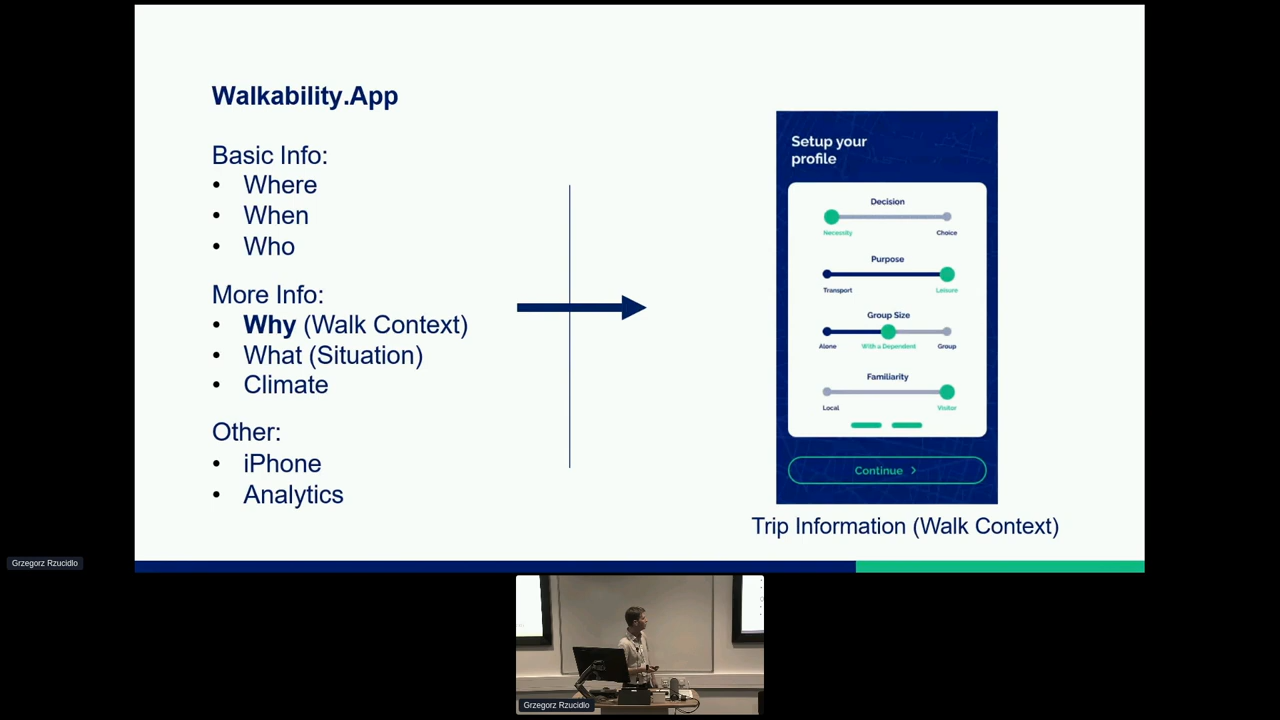 Walkability.App
Basic Info:
• Where
• When
• Who
More Info:
• Why (Walk Context)
• What (Situation)
• Climate
Other:
• iPhone
• Analytics
Setup your
profile
Decision
Necessity Choice
Purpose
Transport Leisure
Group Size
Alone With a Dependent Group
Familiarity
Local Visitor
Continue >
Trip Information (Walk Context)
Grzegorz Rzucidlo
Grzegorz Rzucidlo